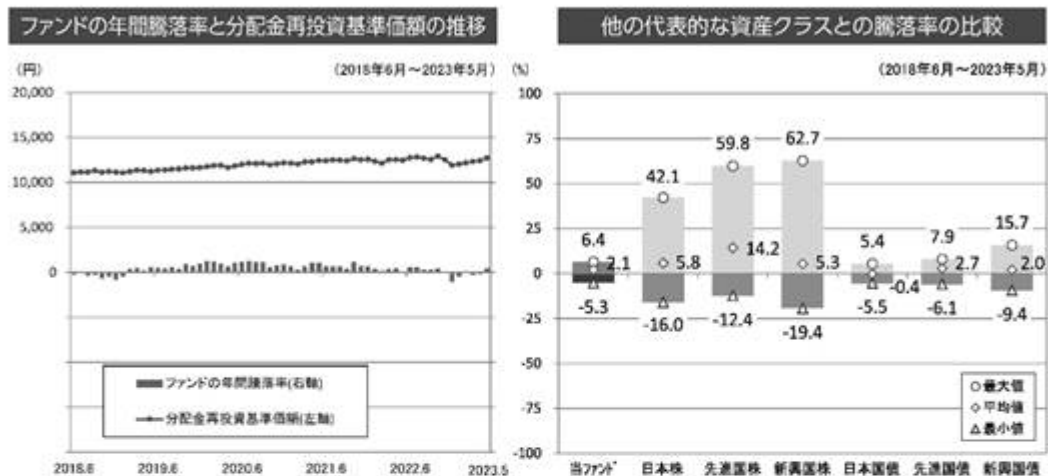 ファンドの年間騰落率と分配金再投資基準価額の推移
(円)
(2018年6月～2023年5月)
20,000
15,000
10,000
5,000
0
ファンドの年間騰落率(右軸)
分配金再投資基準価額(左軸)
2018.6 2019.6 2020.6 2021.6 2022.6 2023.5
他の代表的な資産クラスとの騰落率の比較
(%)
(2018年6月～2023年5月)
100
75
50
25
0
-25
-50
-75
-100
6.4 42.1 59.8 62.7 5.4 7.9 15.7
2.1 5.8 14.2 5.3 -0.4 2.7 2.0
-5.3 -16.0 -12.4 -19.4 -5.5 -6.1 -9.4
最大値
平均値
最小値
当ファンド 日本株 先進国株 新興国株 日本国債 先進国債 新興国債